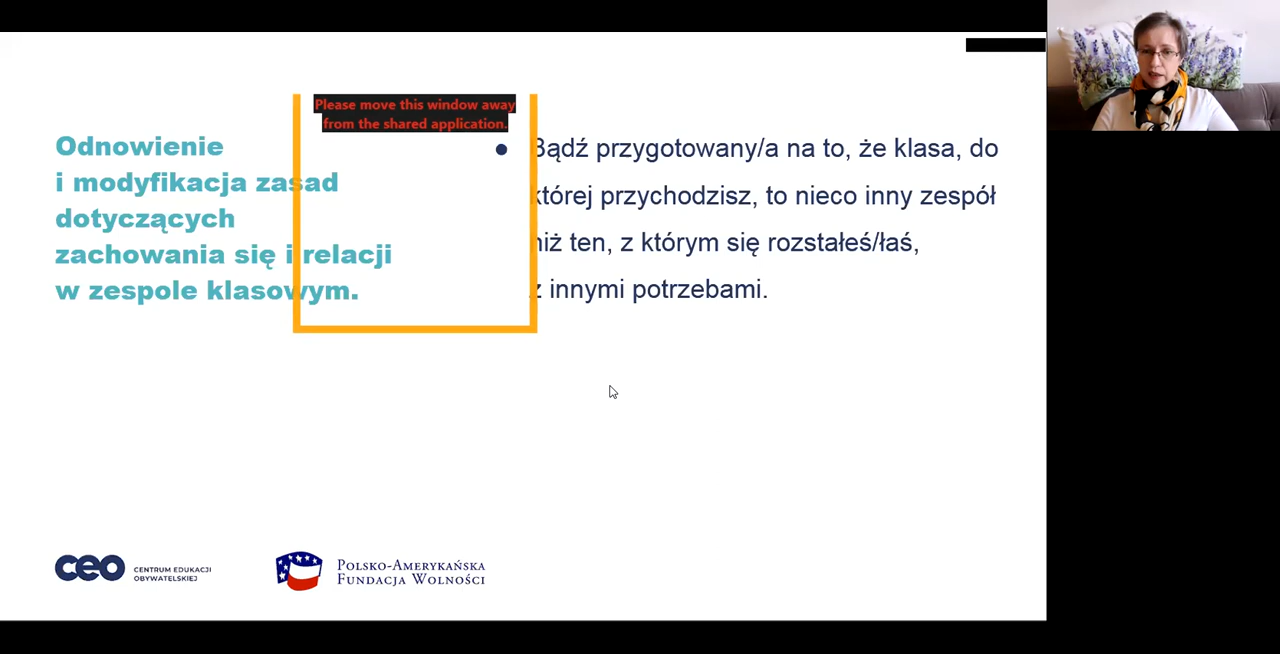 Please move this window away
from the shared application.
Odnowienie
i modyfikacja zasad
dotyczących
zachowania się i relacji
w zespole klasowym.
Bądź przygotowany/a na to, że klasa, do
której przychodzisz, to nieco inny zespół
niż ten, z którym się rozstałeś/łaś,
z innymi potrzebami.
ceo CENTRUM EDUKACJI
OBYWATELSKIEJ
POLSKO-AMERYKAŃSKA
FUNDACJA WOLNOŚCI